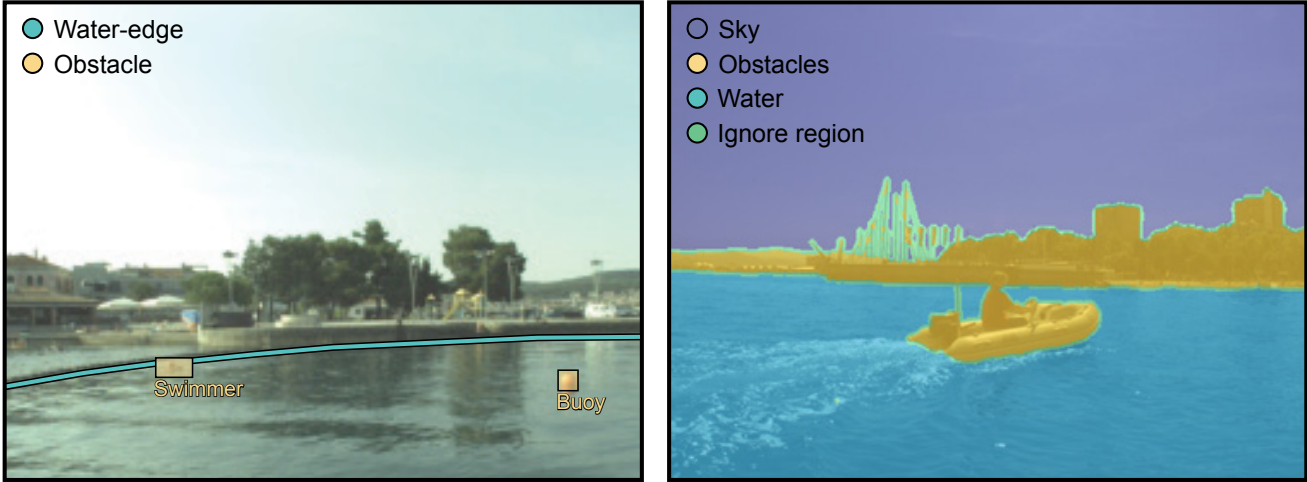 Water-edge
Obstacle
Swimmer
Buoy
Sky
Obstacles
Water
Ignore region